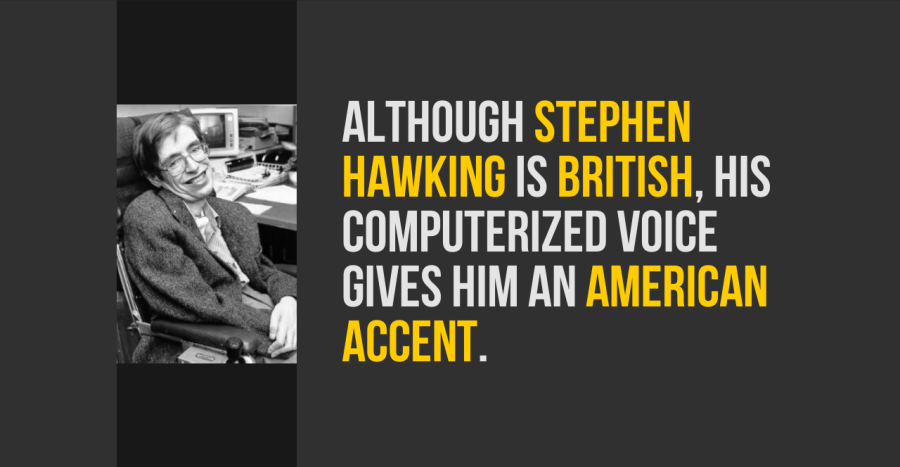 ALTHOUGH STEPHEN
HAWKING IS BRITISH, HIS
COMPUTERIZED VOICE
GIVES HIM AN AMERICAN
ACCENT.